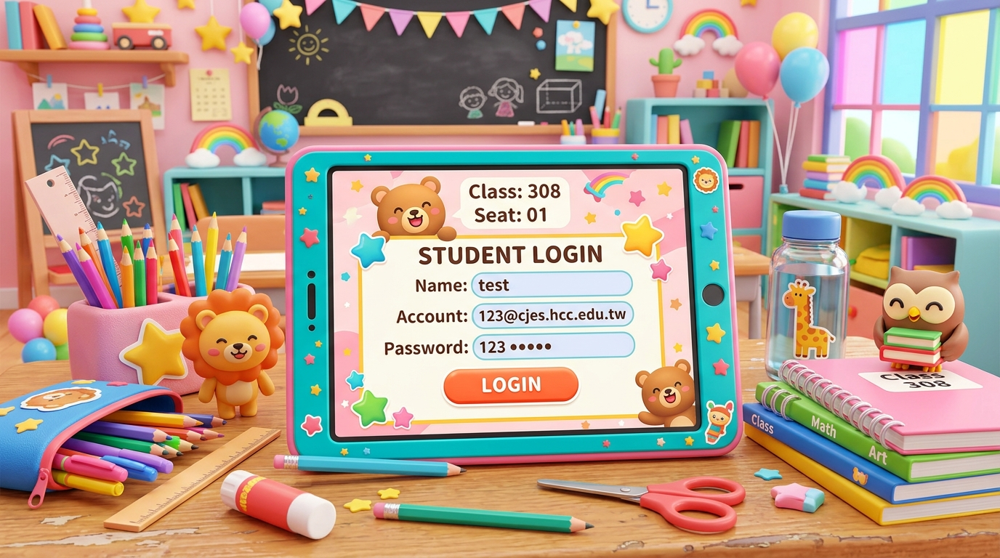 Class: 308
Seat: 01
STUDENT LOGIN
Name: test
Account: 123@cjes.hcc.edu.tw
Password: 123 •••••
LOGIN
Class
308
Math
Class
Art